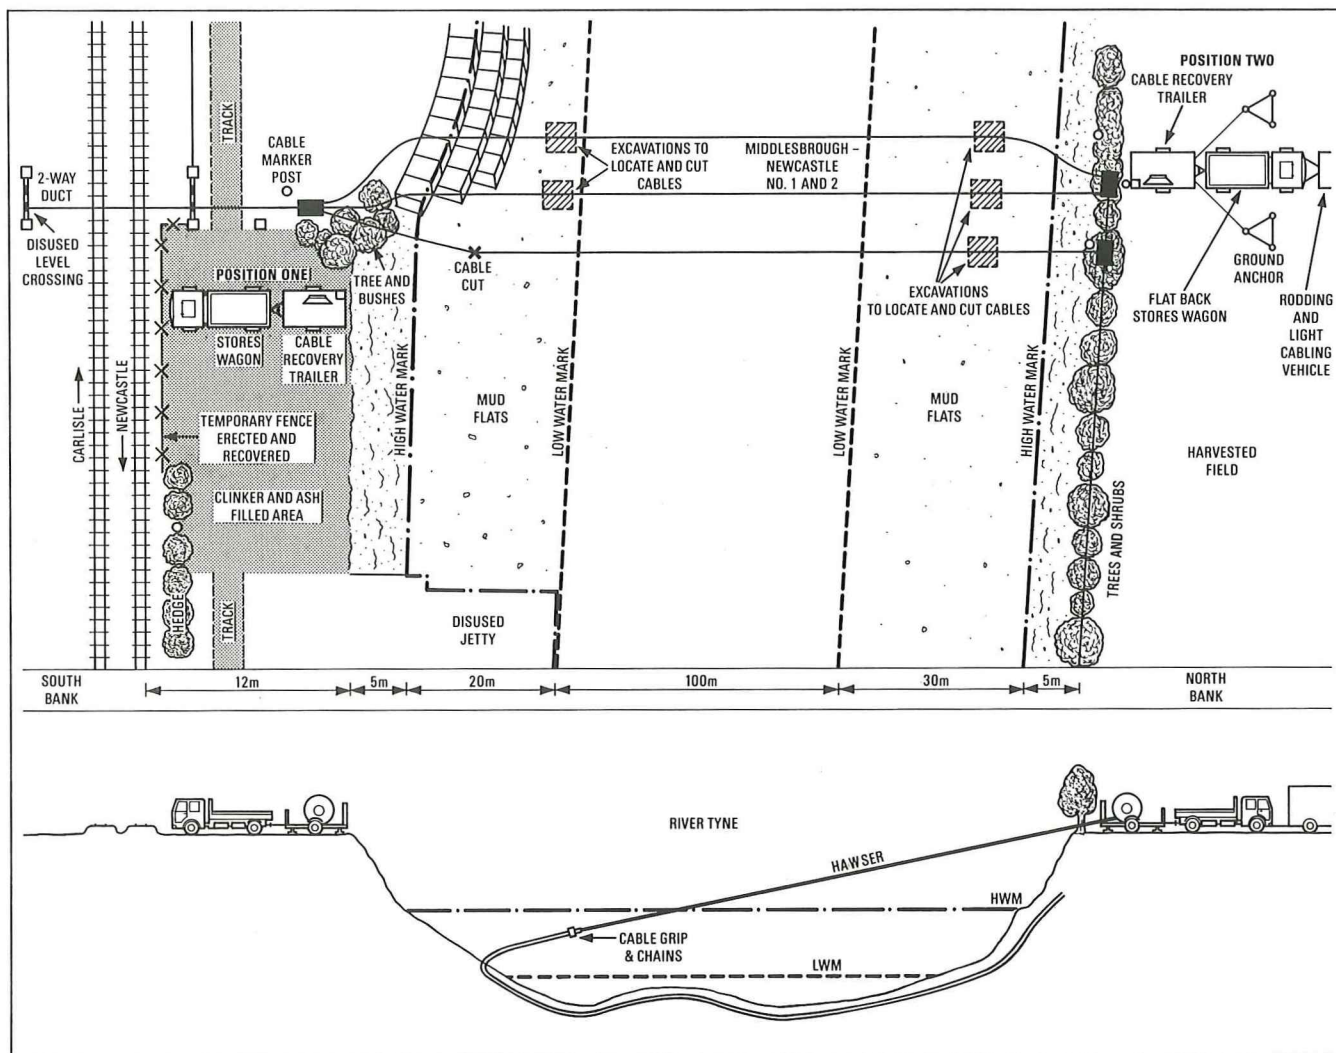 POSITION TWO
CABLE RECOVERY
TRAILER
TRACK
CABLE
MARKER
POST
EXCAVATIONS TO
LOCATE AND CUT
CABLES
MIDDLESBROUGH –
NEWCASTLE
NO. 1 AND 2
2-WAY
DUCT
DISUSED
LEVEL
CROSSING
POSITION ONE
TREE AND
BUSHES
CABLE
CUT
EXCAVATIONS
TO LOCATE AND CUT CABLES
GROUND
ANCHOR
FLAT BACK
STORES WAGON
RODDING
AND
LIGHT
CABLING
VEHICLE
STORES
WAGON
CABLE
RECOVERY
TRAILER
CARLISLE
NEWCASTLE
HIGH WATER MARK
MUD
FLATS
LOW WATER MARK
LOW WATER MARK
MUD
FLATS
HIGH WATER MARK
TREES AND SHRUBS
HARVESTED
FIELD
TEMPORARY FENCE
ERECTED AND
RECOVERED
CLINKER AND ASH
FILLED AREA
HEDGE
TRACK
DISUSED
JETTY
SOUTH
BANK
12m
5m
20m
100m
30m
5m
NORTH
BANK
RIVER TYNE
HAWSER
HWM
CABLE GRIP
& CHAINS
LWM